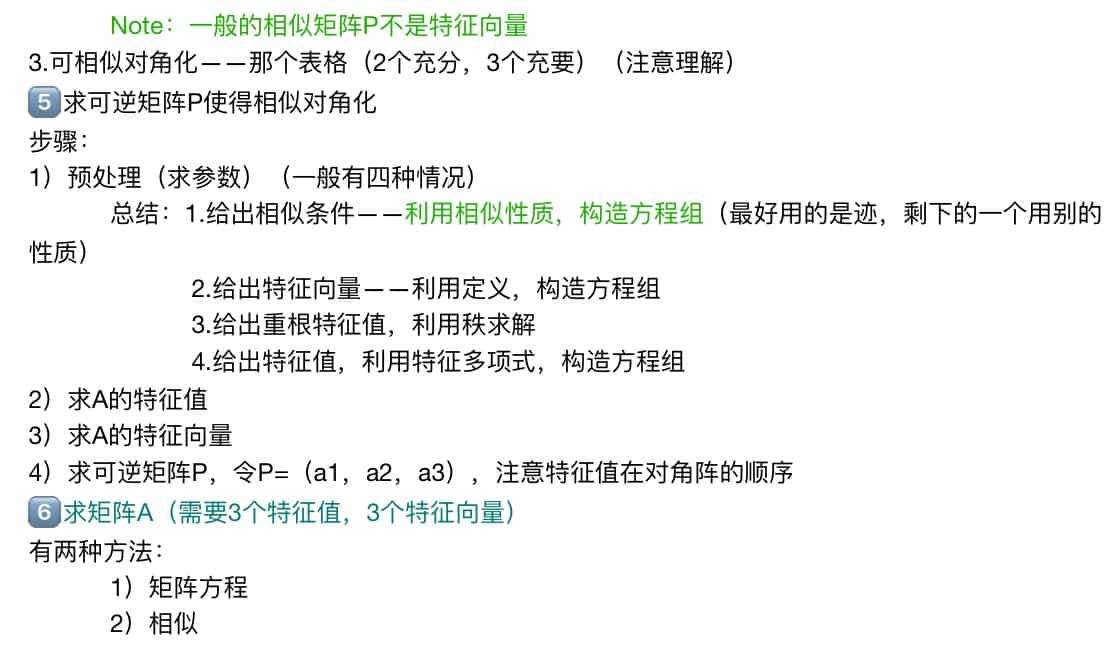 Note：一般的相似矩阵P不是特征向量
3.可相似对角化——那个表格（2个充分，3个充要）（注意理解）
5求可逆矩阵P使得相似对角化
步骤：
1）预处理（求参数）（一般有四种情况）
总结：1.给出相似条件——利用相似性质，构造方程组（最好用的是迹，剩下的一个用别的
性质）
2.给出特征向量——利用定义，构造方程组
3.给出重根特征值，利用秩求解
4.给出特征值，利用特征多项式，构造方程组
2）求A的特征值
3）求A的特征向量
4）求可逆矩阵P，令P=（a1，a2，a3），注意特征值在对角阵的顺序
6求矩阵A（需要3个特征值，3个特征向量）
有两种方法：
1）矩阵方程
2）相似